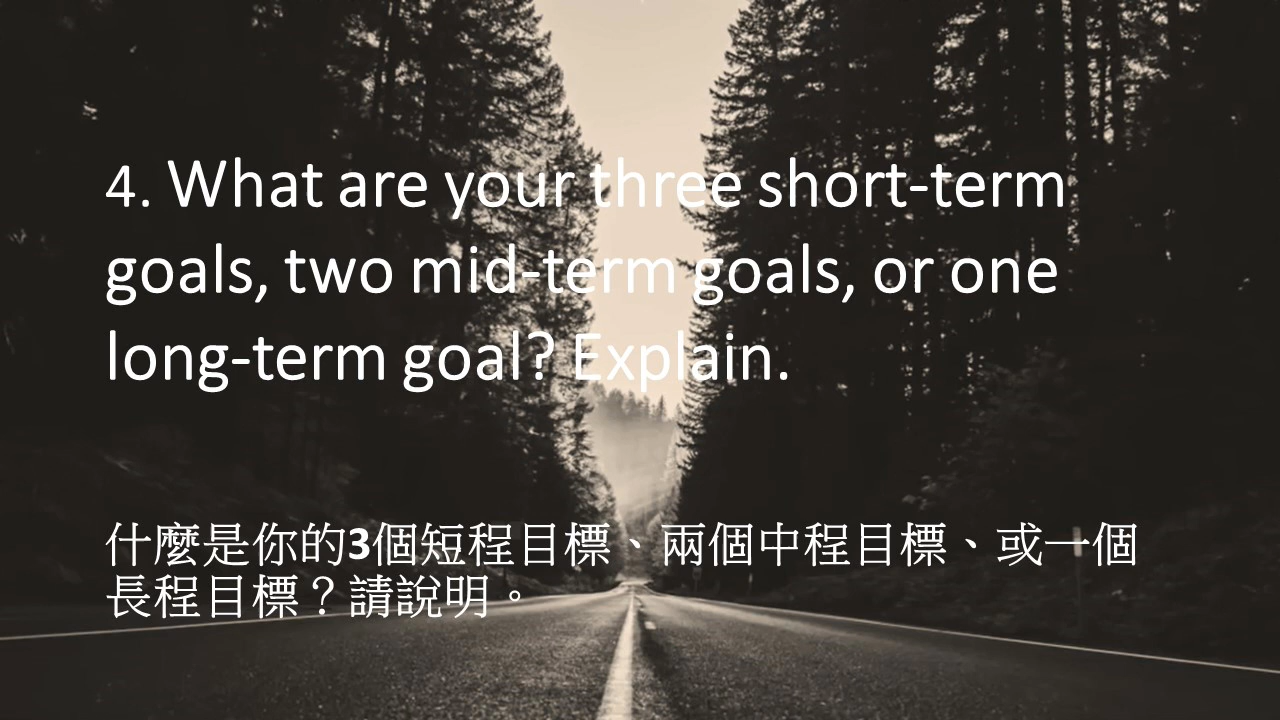 4. What are your three short-term
goals, two mid-term goals, or one
long-term goal? Explain.
什麼是你的3個短程目標、兩個中程目標、或一個
長程目標？請說明。